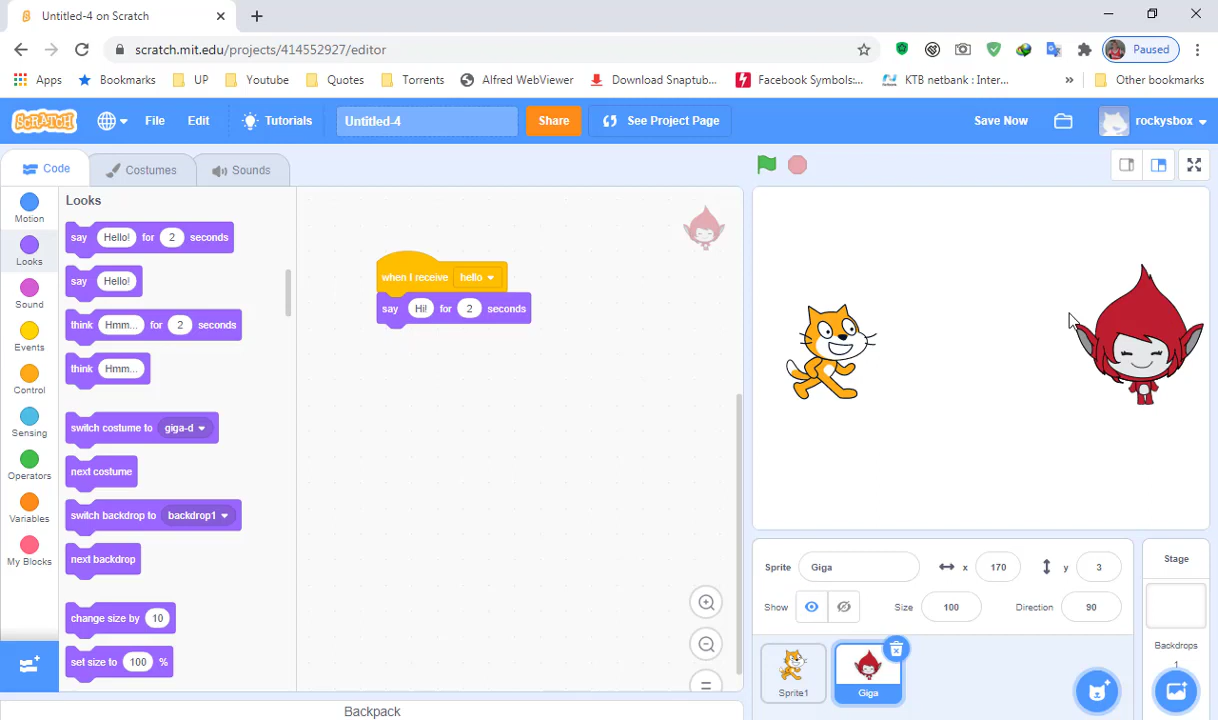 Untitled-4 on Scratch
scratch.mit.edu/projects/414552927/editor
Paused
Apps
Bookmarks
UP
Youtube
Quotes
Torrents
Alfred WebViewer
Download Snaptub...
Facebook Symbols:...
KTB netbank : Inter...
»
Other bookmarks
SCRATCH
File
Edit
Tutorials
Untitled-4
Share
See Project Page
Save Now
rockysbox
Code
Costumes
Sounds
Motion
Looks
Sound
Events
Control
Sensing
Operators
Variables
My Blocks
Looks
say Hello! for 2 seconds
say Hello!
think Hmm... for 2 seconds
think Hmm...
switch costume to giga-d
next costume
switch backdrop to backdrop1
next backdrop
change size by 10
set size to 100 %
when I receive hello
say Hi! for 2 seconds
Sprite Giga x 170 y 3
Show Size 100 Direction 90
Sprite1
Giga
Stage
Backdrops
1
Backpack